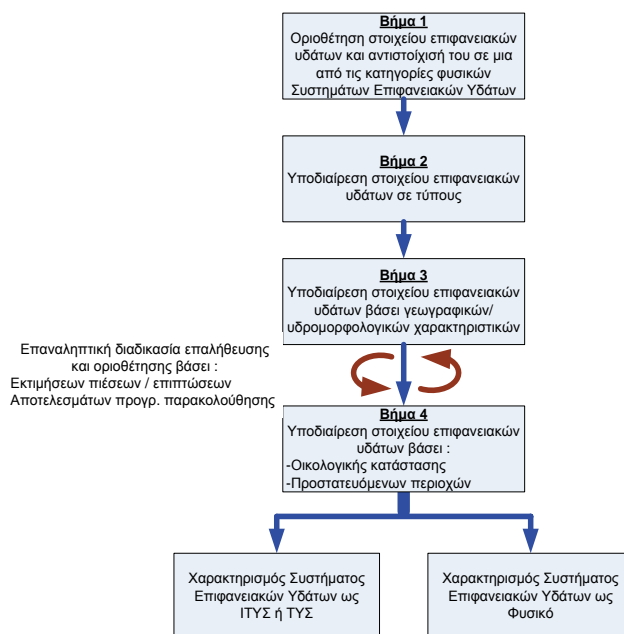 Βήμα 1
Οριοθέτηση στοιχείου επιφανειακών
υδάτων και αντιστοίχισή του σε μια
από τις κατηγορίες φυσικών
Συστημάτων Επιφανειακών Υδάτων
Βήμα 2
Υποδιαίρεση στοιχείου επιφανειακών
υδάτων σε τύπους
Βήμα 3
Υποδιαίρεση στοιχείου επιφανειακών
υδάτων βάσει γεωγραφικών/
υδρομορφολογικών χαρακτηριστικών
Επαναληπτική διαδικασία επαλήθευσης
και οριοθέτησης βάσει :
Εκτιμήσεων πιέσεων / επιπτώσεων
Αποτελεσμάτων προγρ. παρακολούθησης
Βήμα 4
Υποδιαίρεση στοιχείου επιφανειακών
υδάτων βάσει :
-Οικολογικής κατάστασης
-Προστατευόμενων περιοχών
Χαρακτηρισμός Συστήματος
Επιφανειακών Υδάτων ως
ΙΤΥΣ ή ΤΥΣ
Χαρακτηρισμός Συστήματος
Επιφανειακών Υδάτων ως
Φυσικό